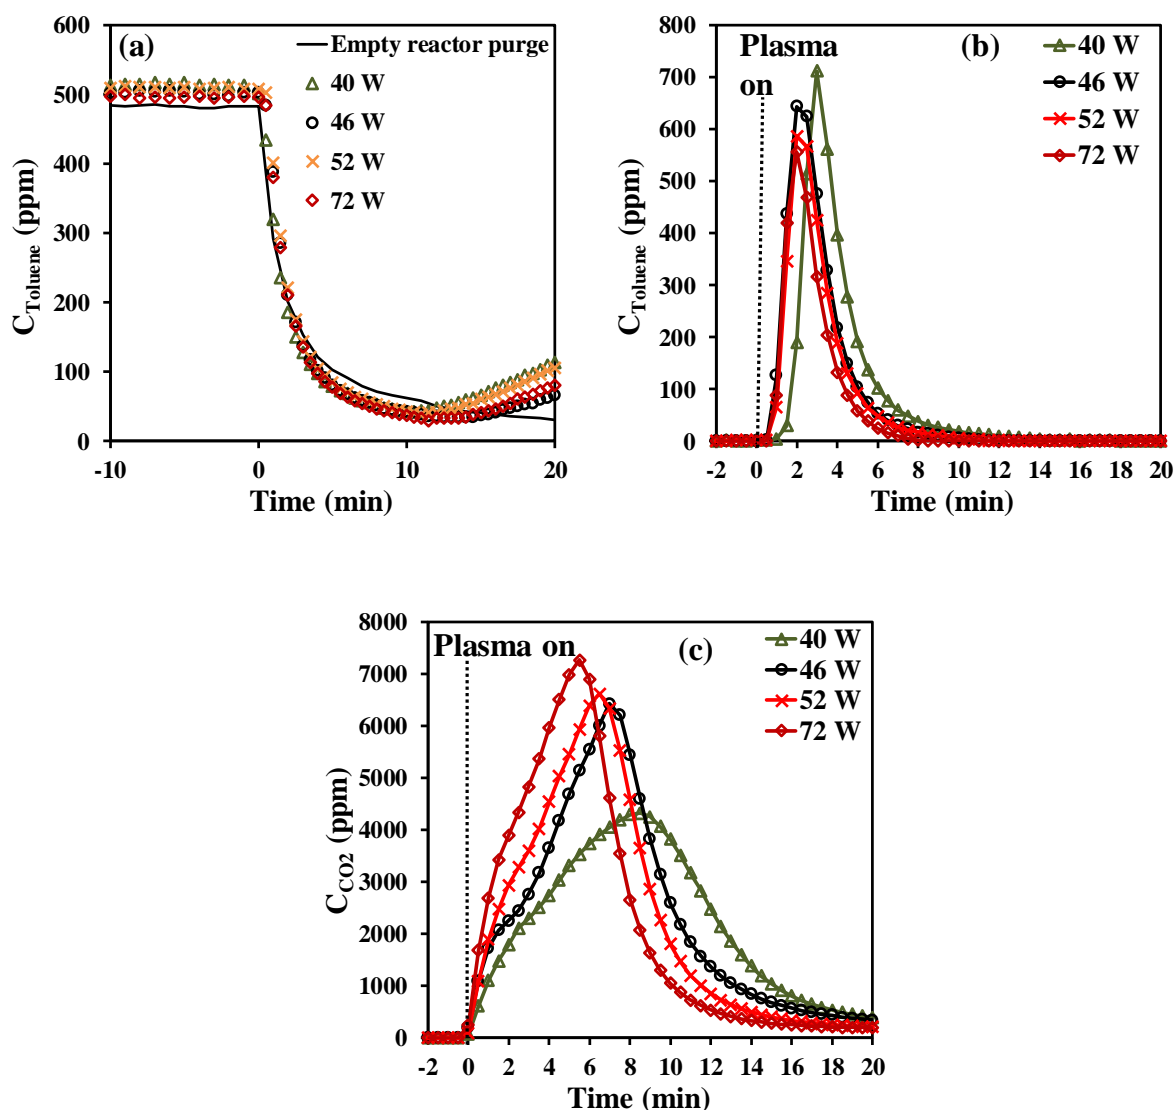 (a)
Empty reactor purge
40 W
46 W
52 W
72 W
600
500
400
300
200
100
0
-10
0
10
20
C_Toluene (ppm)
Time (min)
Plasma
on
(b)
40 W
46 W
52 W
72 W
800
700
600
500
400
300
200
100
0
-2
0
2
4
6
8
10
12
14
16
18
20
C_Toluene (ppm)
Time (min)
Plasma on
(c)
40 W
46 W
52 W
72 W
8000
7000
6000
5000
4000
3000
2000
1000
0
-2
0
2
4
6
8
10
12
14
16
18
20
C_CO2 (ppm)
Time (min)